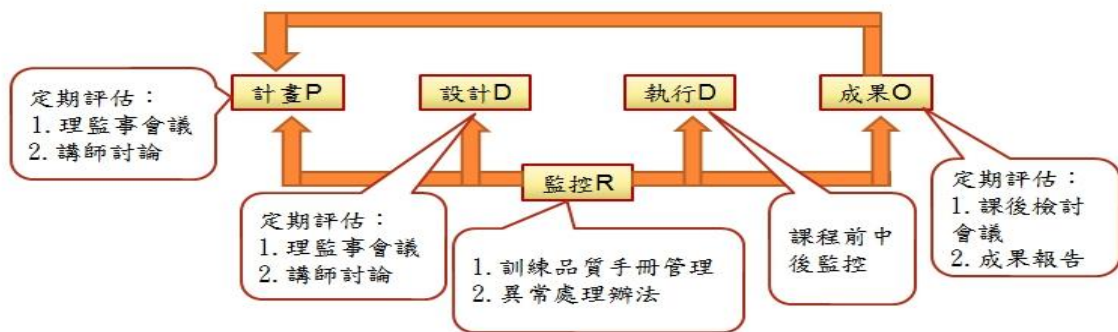 計畫P
設計D
執行D
成果O
定期評估：
1. 理監事會議
2. 講師討論
監控R
定期評估：
1. 理監事會議
2. 講師討論
1. 訓練品質手冊管理
2. 異常處理辦法
課程前中
後監控
定期評估：
1. 課後檢討
會議
2. 成果報告